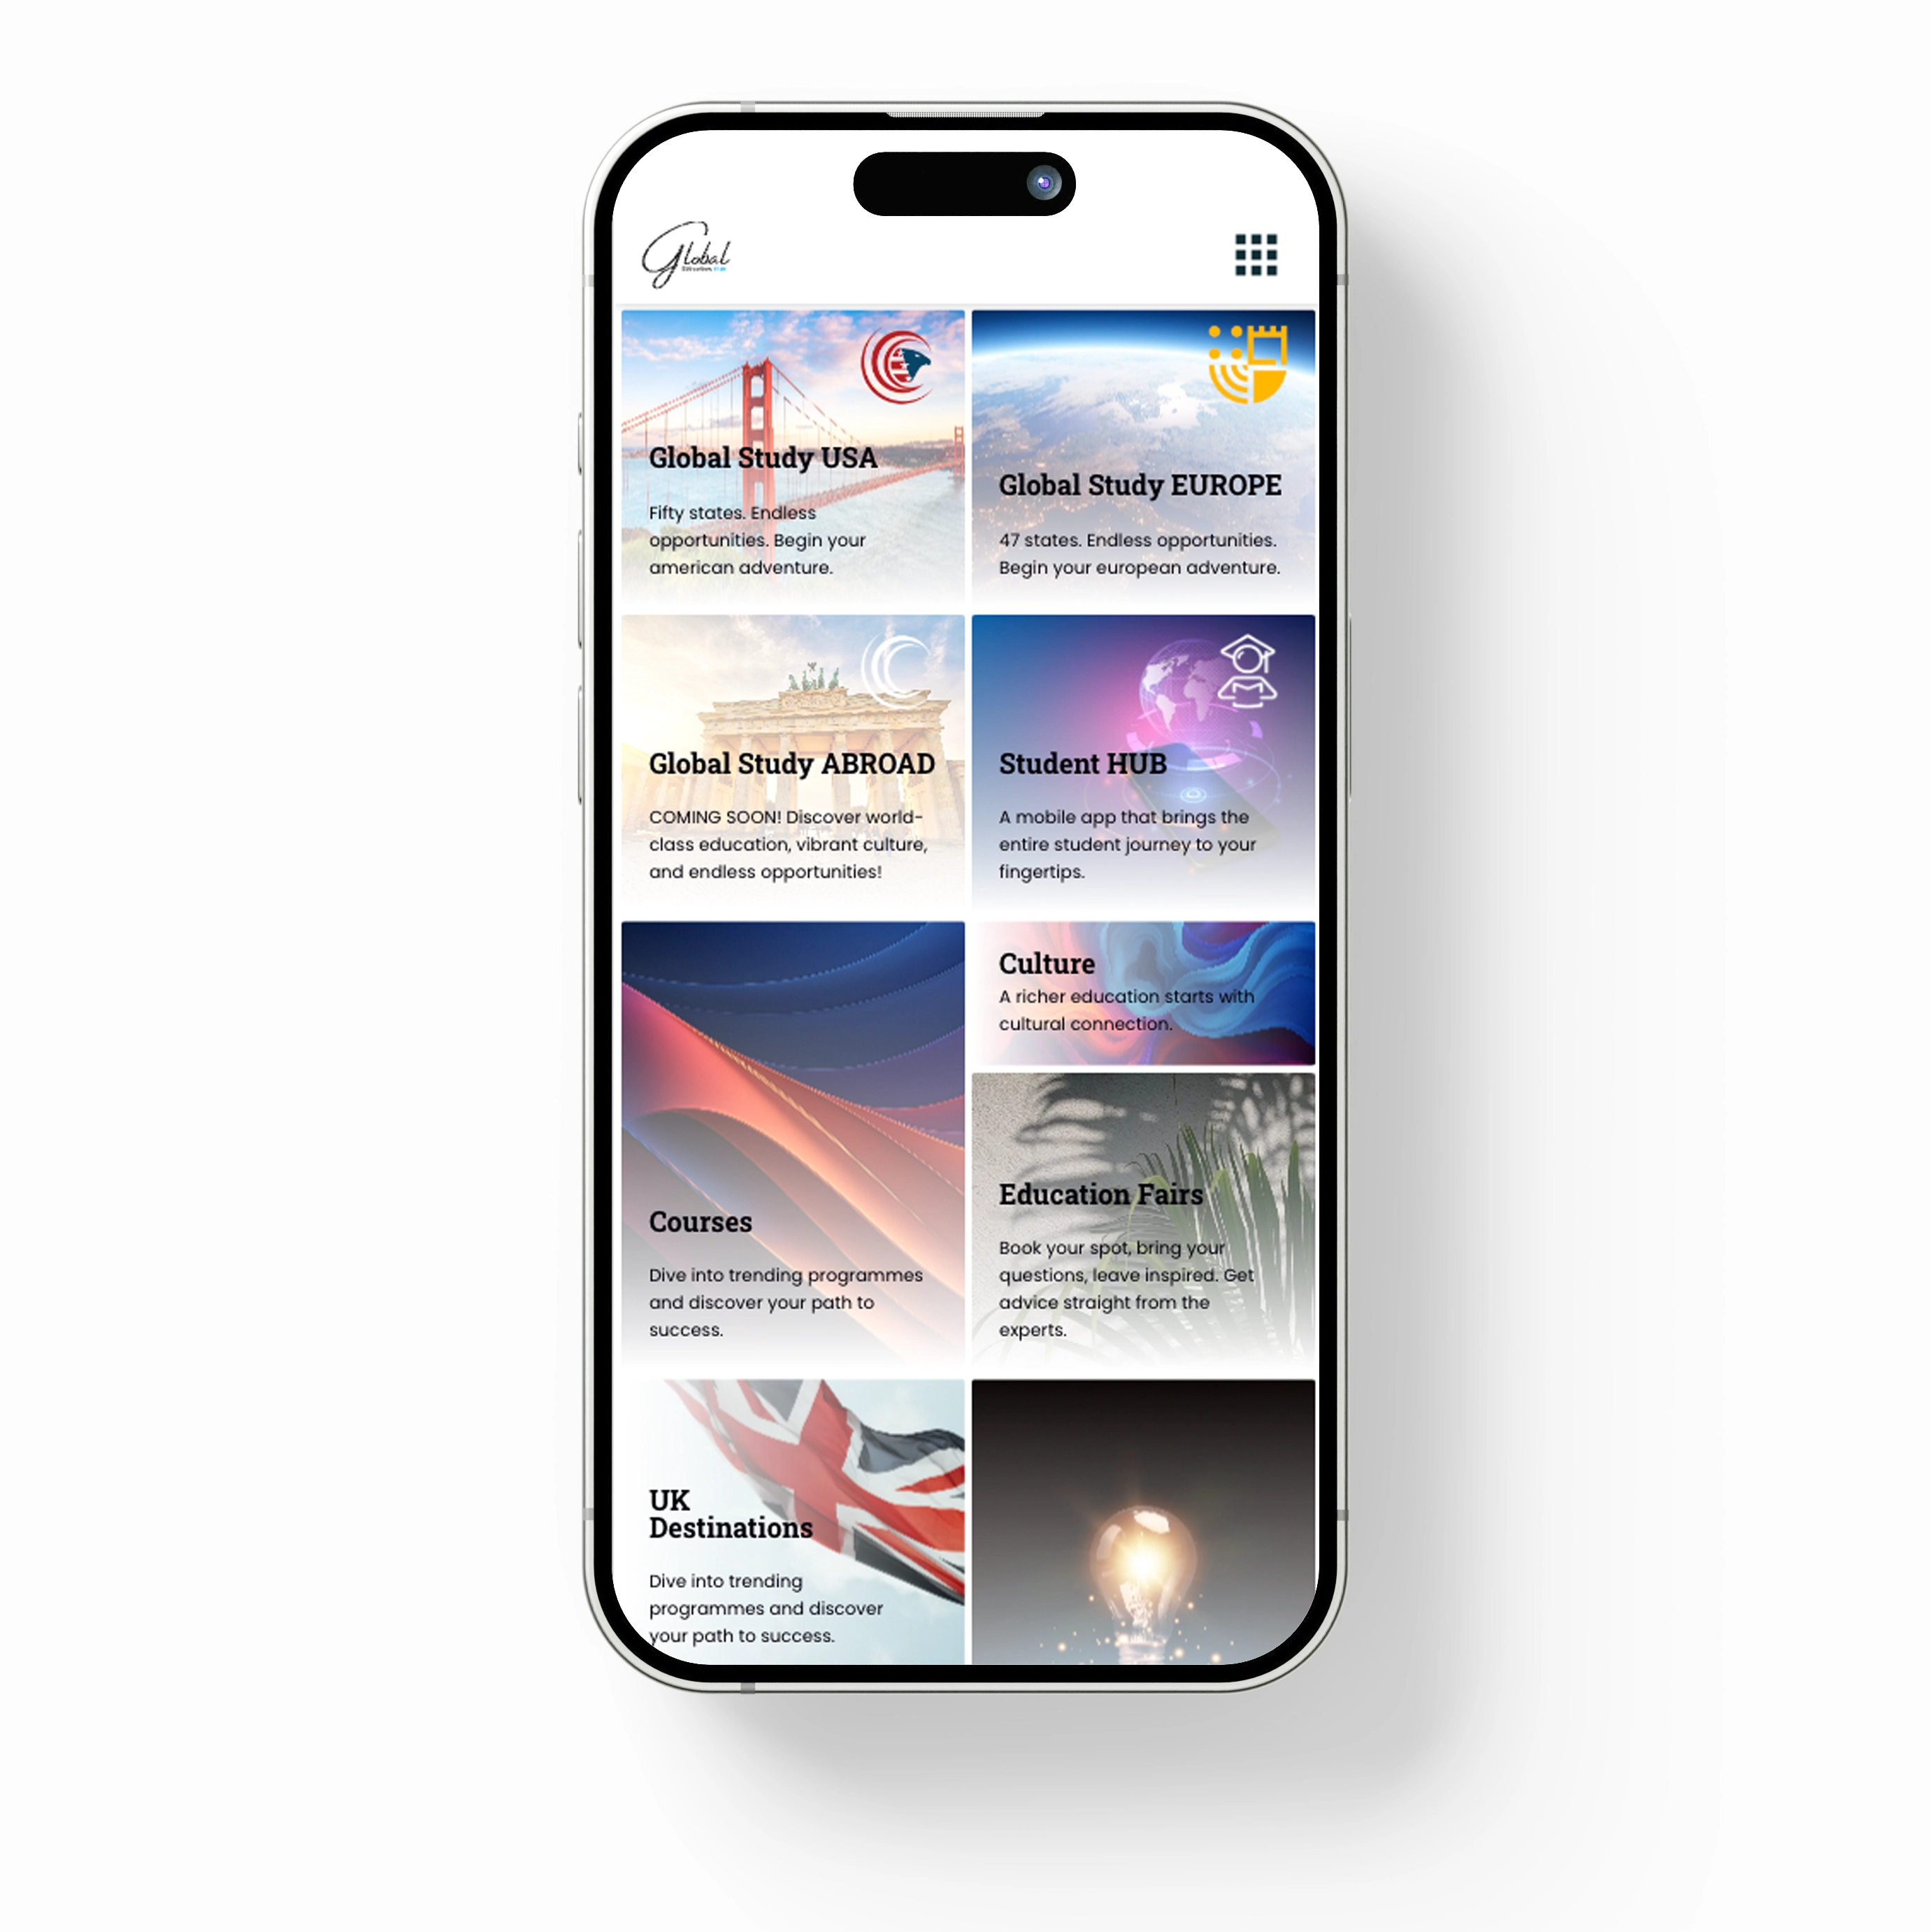 Global
Global Study USA
Fifty states. Endless
opportunities. Begin your
american adventure.
Global Study EUROPE
47 states. Endless opportunities.
Begin your european adventure.
Global Study ABROAD
COMING SOON! Discover world-
class education, vibrant culture,
and endless opportunities!
Student HUB
A mobile app that brings the
entire student journey to your
fingertips.
Courses
Dive into trending programmes
and discover your path to
success.
Culture
A richer education starts with
cultural connection.
Education Fairs
Book your spot, bring your
questions, leave inspired. Get
advice straight from the
experts.
UK
Destinations
Dive into trending
programmes and discover
your path to success.